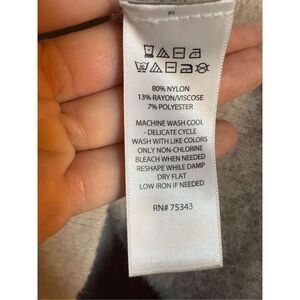 80% NYLON
13% RAYON/VISCOSE
7% POLYESTER
MACHINE WASH COOL
- DELICATE CYCLE
WASH WITH LIKE COLORS
ONLY NON-CHLORINE
BLEACH WHEN NEEDED
RESHAPE WHILE DAMP
DRY FLAT
LOW IRON IF NEEDED
RN# 75343